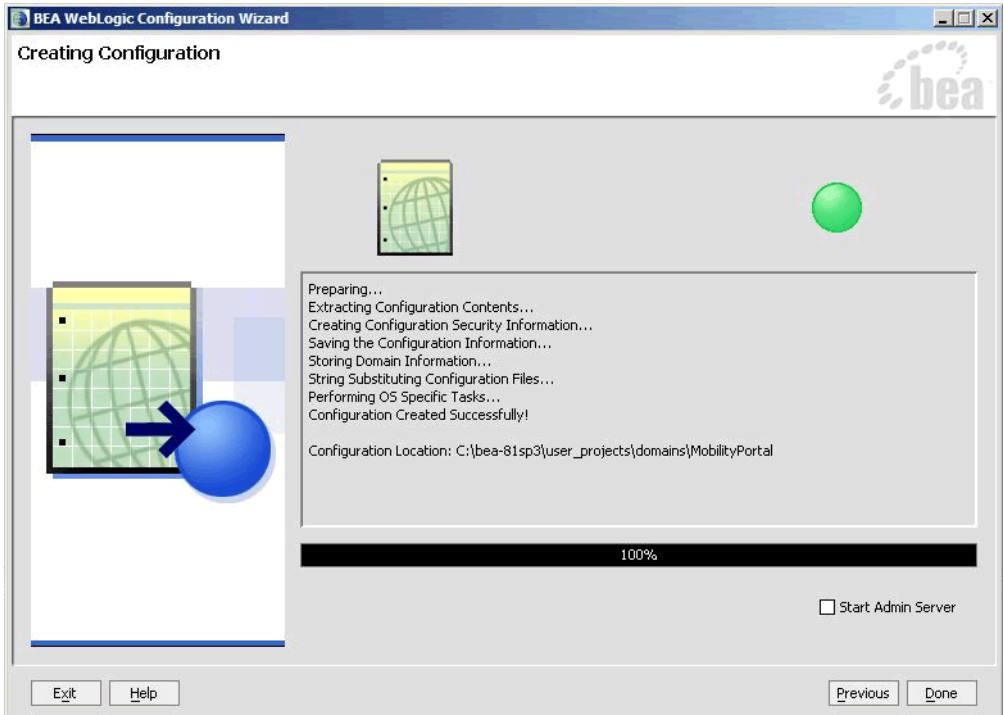 BEA WebLogic Configuration Wizard
Creating Configuration
bea
Preparing...
Extracting Configuration Contents...
Creating Configuration Security Information...
Saving the Configuration Information...
Storing Domain Information...
String Substituting Configuration Files...
Performing OS Specific Tasks...
Configuration Created Successfully!
Configuration Location: C:\bea-81sp3\user_projects\domains\MobilityPortal
100%
Start Admin Server
Exit
Help
Previous
Done